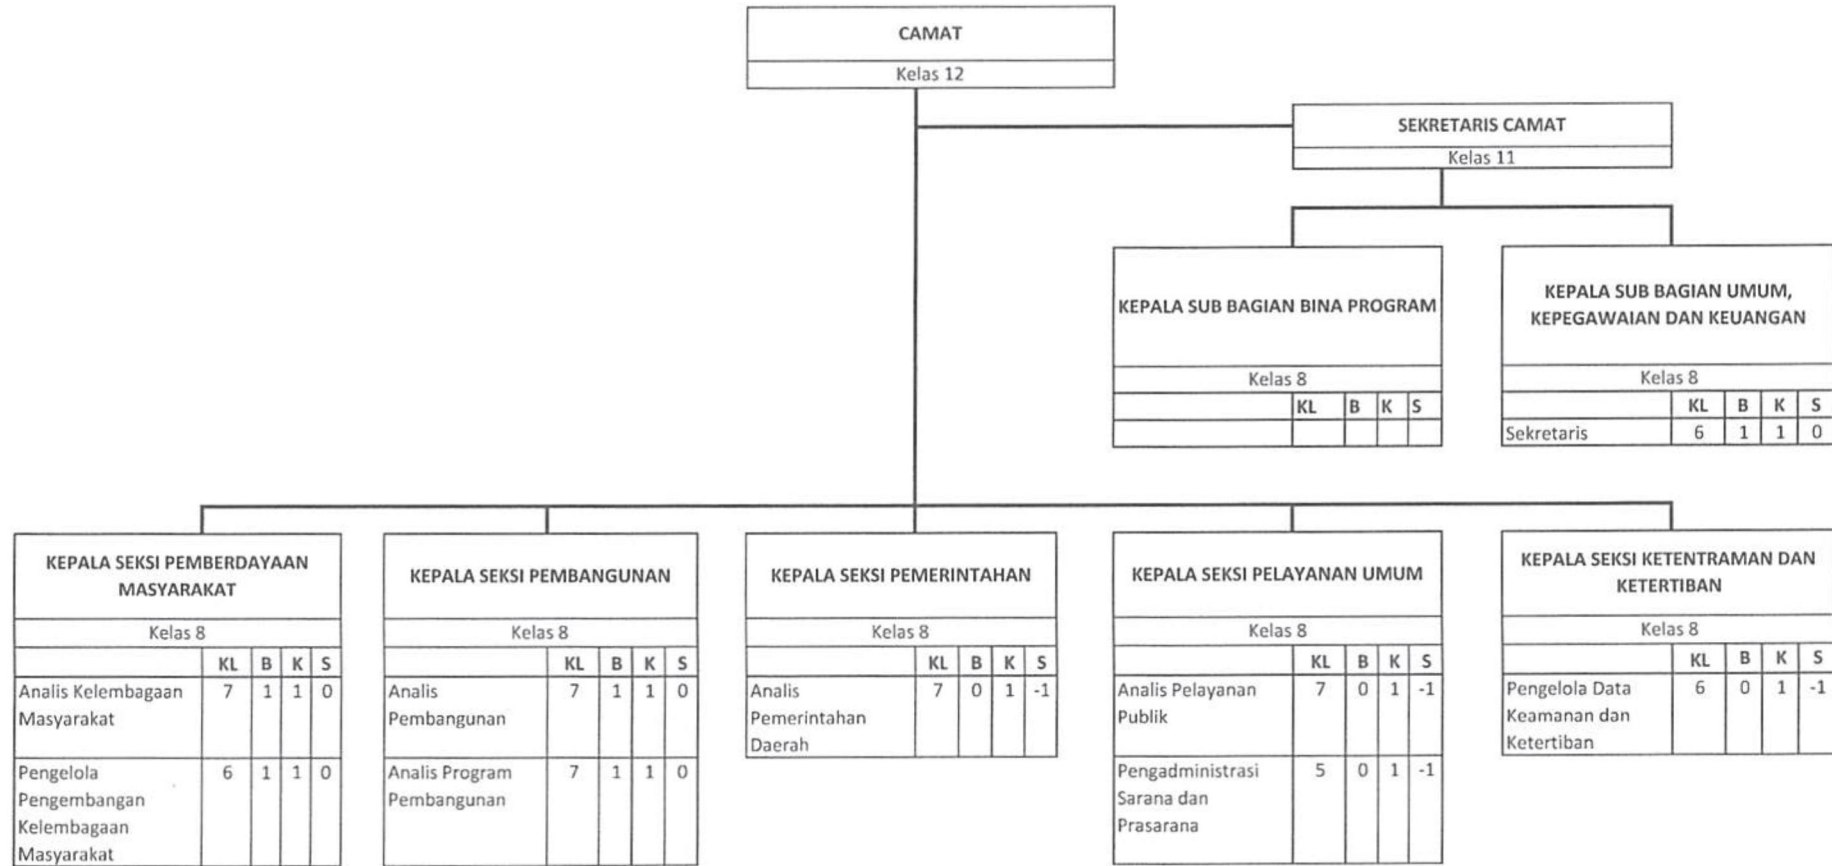 CAMAT
Kelas 12
SEKRETARIS CAMAT
Kelas 11
KEPALA SUB BAGIAN BINA PROGRAM
Kelas 8
KL B K S
KEPALA SUB BAGIAN UMUM,
KEPEGAWAIAN DAN KEUANGAN
Kelas 8
KL B K S
Sekretaris 6 1 1 0
KEPALA SEKSI PEMBERDAYAAN
MASYARAKAT
Kelas 8
KL B K S
Analis Kelembagaan 7 1 1 0
Masyarakat
Pengelola 6 1 1 0
Pengembangan
Kelembagaan
Masyarakat
KEPALA SEKSI PEMBANGUNAN
Kelas 8
KL B K S
Analis 7 1 1 0
Pembangunan
Analis Program 7 1 1 0
Pembangunan
KEPALA SEKSI PEMERINTAHAN
Kelas 8
KL B K S
Analis 7 0 1 -1
Pemerintahan
Daerah
KEPALA SEKSI PELAYANAN UMUM
Kelas 8
KL B K S
Analis Pelayanan 7 0 1 -1
Publik
Pengadministrasi 5 0 1 -1
Sarana dan
Prasarana
KEPALA SEKSI KETENTRAMAN DAN
KETERTIBAN
Kelas 8
KL B K S
Pengelola Data 6 0 1 -1
Keamanan dan
Ketertiban